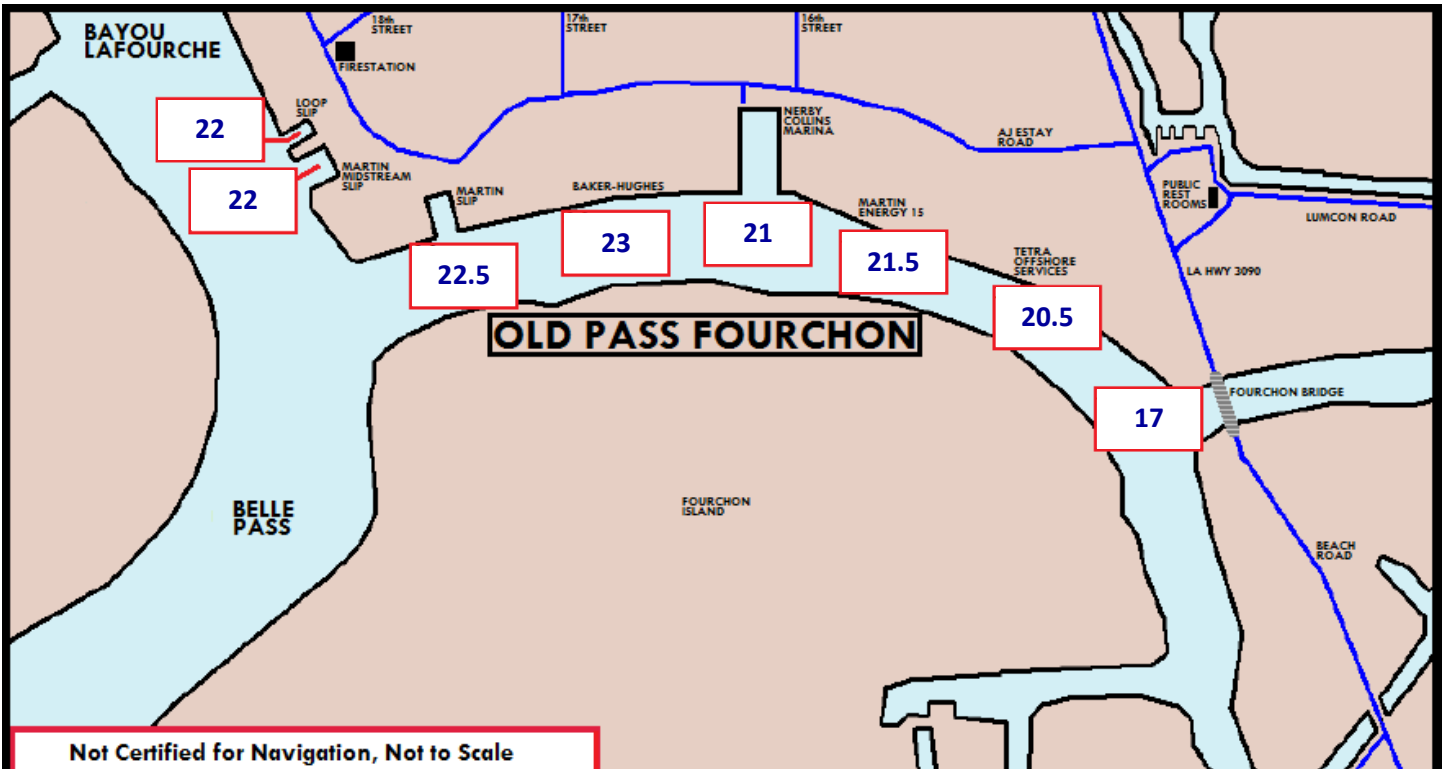 BAYOU
LAFOURCHE
18th
STREET
17th
STREET
16th
STREET
FIRESTATION
LOOP
SLIP
22
NERBY
COLLINS
MARINA
AJ ESTAY
ROAD
MARTIN
MIDSTREAM
SLIP
22
MARTIN
SLIP
BAKER-HUGHES
MARTIN
ENERGY 15
PUBLIC
REST
ROOMS
LUMCON ROAD
22.5
23
21
21.5
TETRA
OFFSHORE
SERVICES
LA HWY 3090
20.5
OLD PASS FOURCHON
17
FOURCHON BRIDGE
BELLE
PASS
FOURCHON
ISLAND
BEACH
ROAD
Not Certified for Navigation, Not to Scale